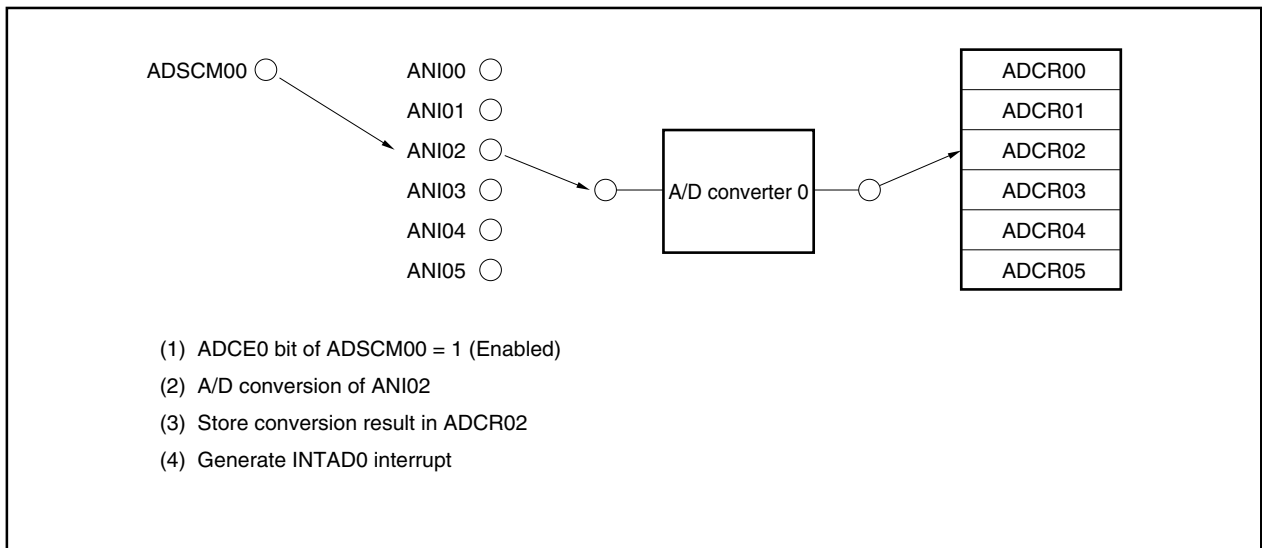 ADSCM00
ANI00
ANI01
ANI02
ANI03
ANI04
ANI05
A/D converter 0
ADCR00
ADCR01
ADCR02
ADCR03
ADCR04
ADCR05
(1) ADCE0 bit of ADSCM00 = 1 (Enabled)
(2) A/D conversion of ANI02
(3) Store conversion result in ADCR02
(4) Generate INTAD0 interrupt